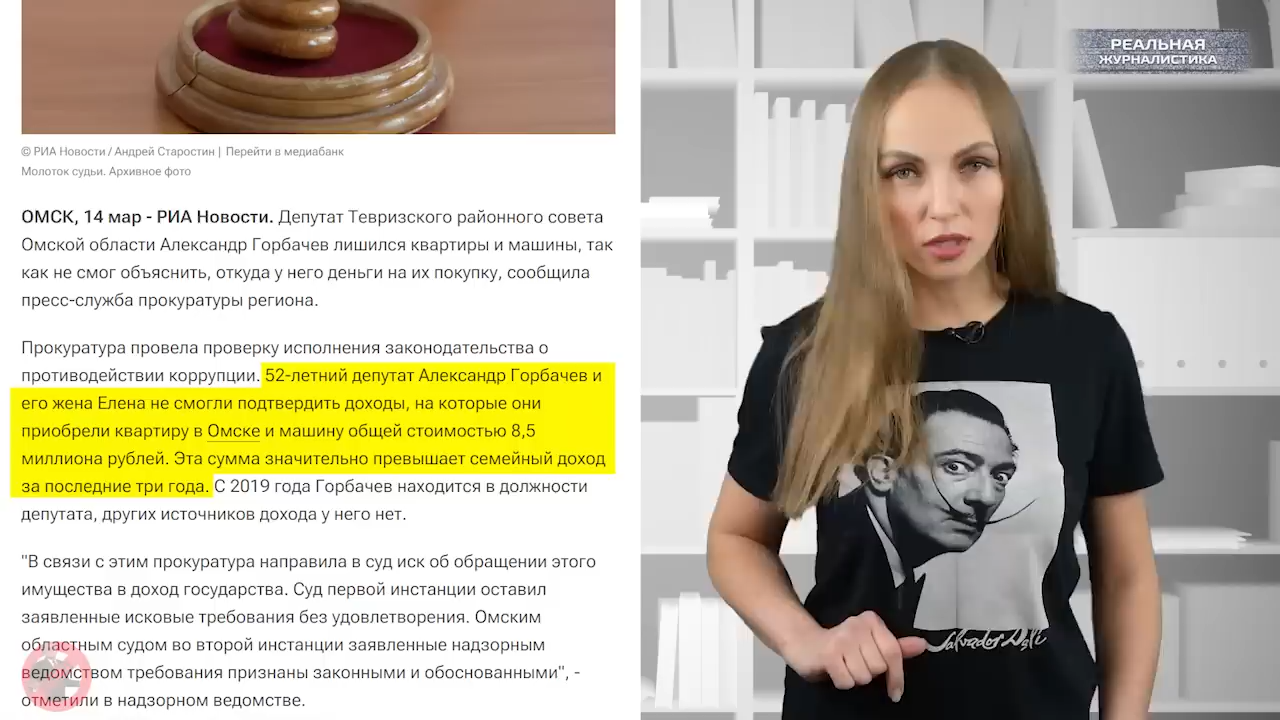 © РИА Новости / Андрей Старостин | Перейти в медиабанк
Молоток судьи. Архивное фото
ОМСК, 14 мар - РИА Новости. Депутат Тевризского районного совета
Омской области Александр Горбачев лишился квартиры и машины, так
как не смог объяснить, откуда у него деньги на их покупку, сообщила
пресс-служба прокуратуры региона.
Прокуратура провела проверку исполнения законодательства о
противодействии коррупции. 52-летний депутат Александр Горбачев и
его жена Елена не смогли подтвердить доходы, на которые они
приобрели квартиру в Омске и машину общей стоимостью 8,5
миллиона рублей. Эта сумма значительно превышает семейный доход
за последние три года. С 2019 года Горбачев находится в должности
депутата, других источников дохода у него нет.
"В связи с этим прокуратура направила в суд иск об обращении этого
имущества в доход государства. Суд первой инстанции оставил
заявленные исковые требования без удовлетворения. Омским
областным судом во второй инстанции заявленные надзорным
ведомством требования признаны законными и обоснованными", -
отметили в надзорном ведомстве.
РЕАЛЬНАЯ
ЖУРНАЛИСТИКА
Salvador Dalí